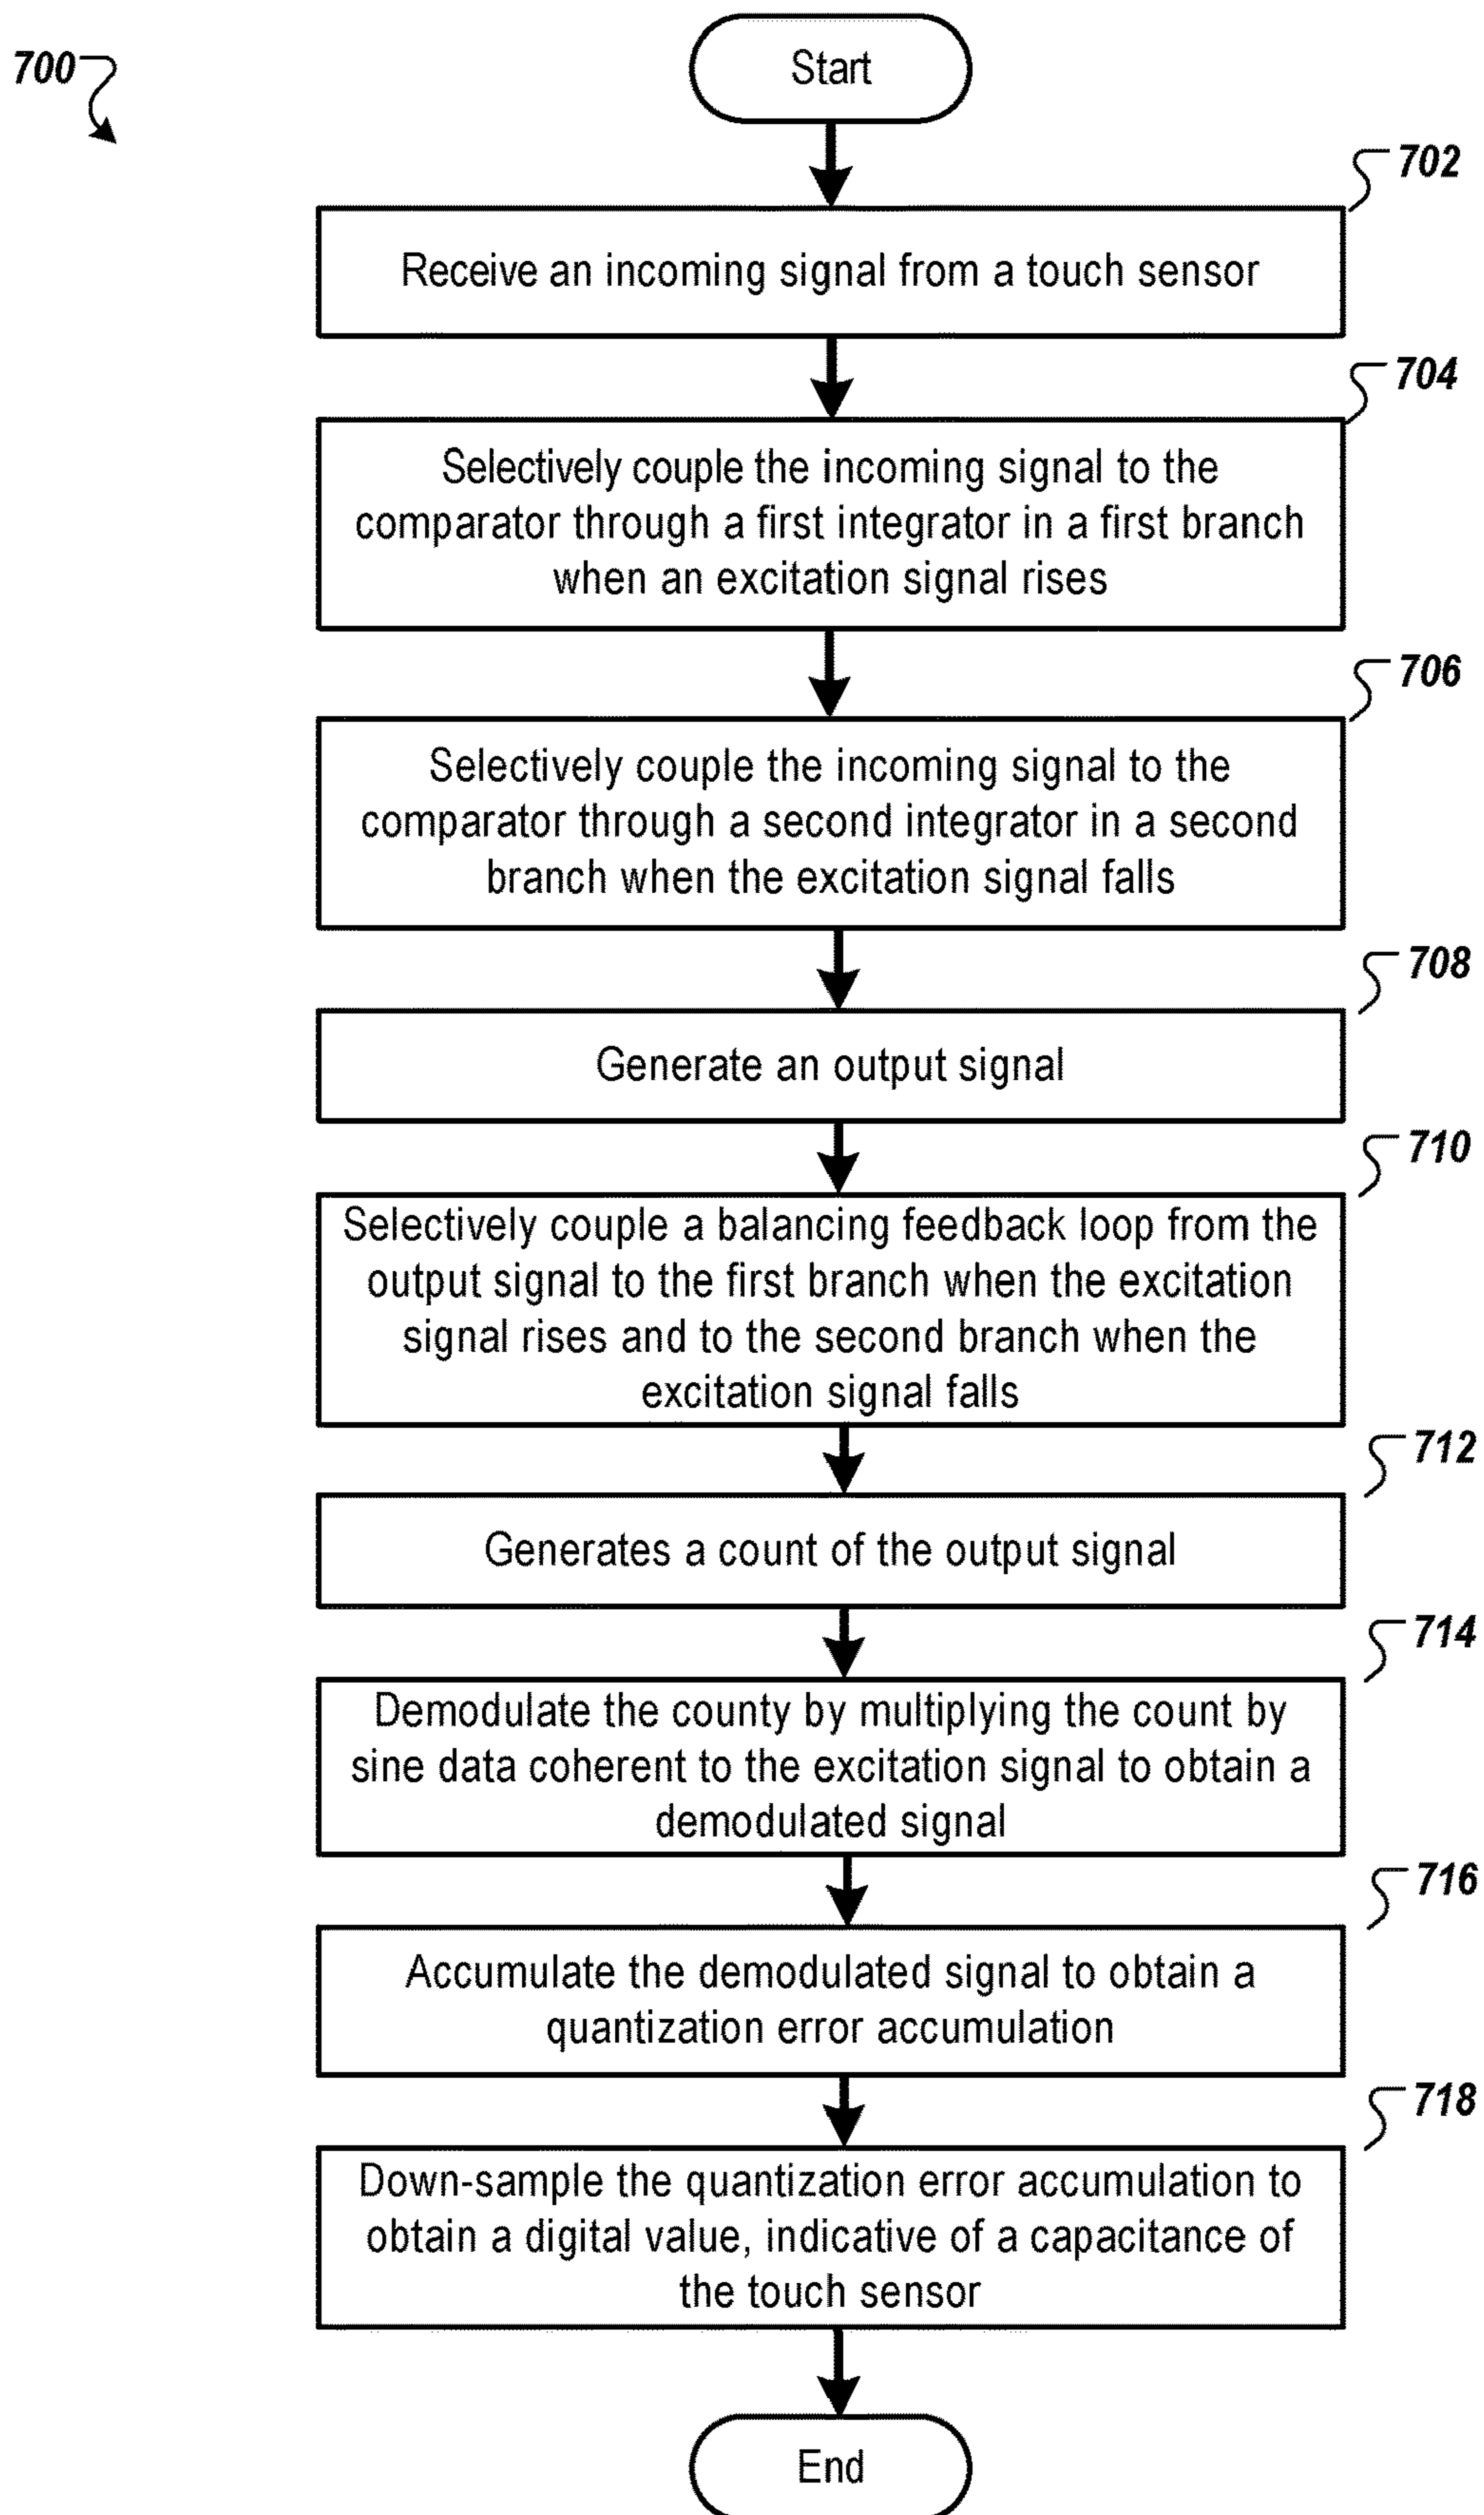 700
Start
702
Receive an incoming signal from a touch sensor
704
Selectively couple the incoming signal to the
comparator through a first integrator in a first branch
when an excitation signal rises
706
Selectively couple the incoming signal to the
comparator through a second integrator in a second
branch when the excitation signal falls
708
Generate an output signal
710
Selectively couple a balancing feedback loop from the
output signal to the first branch when the excitation
signal rises and to the second branch when the
excitation signal falls
712
Generates a count of the output signal
714
Demodulate the county by multiplying the count by
sine data coherent to the excitation signal to obtain a
demodulated signal
716
Accumulate the demodulated signal to obtain a
quantization error accumulation
718
Down-sample the quantization error accumulation to
obtain a digital value, indicative of a capacitance of
the touch sensor
End